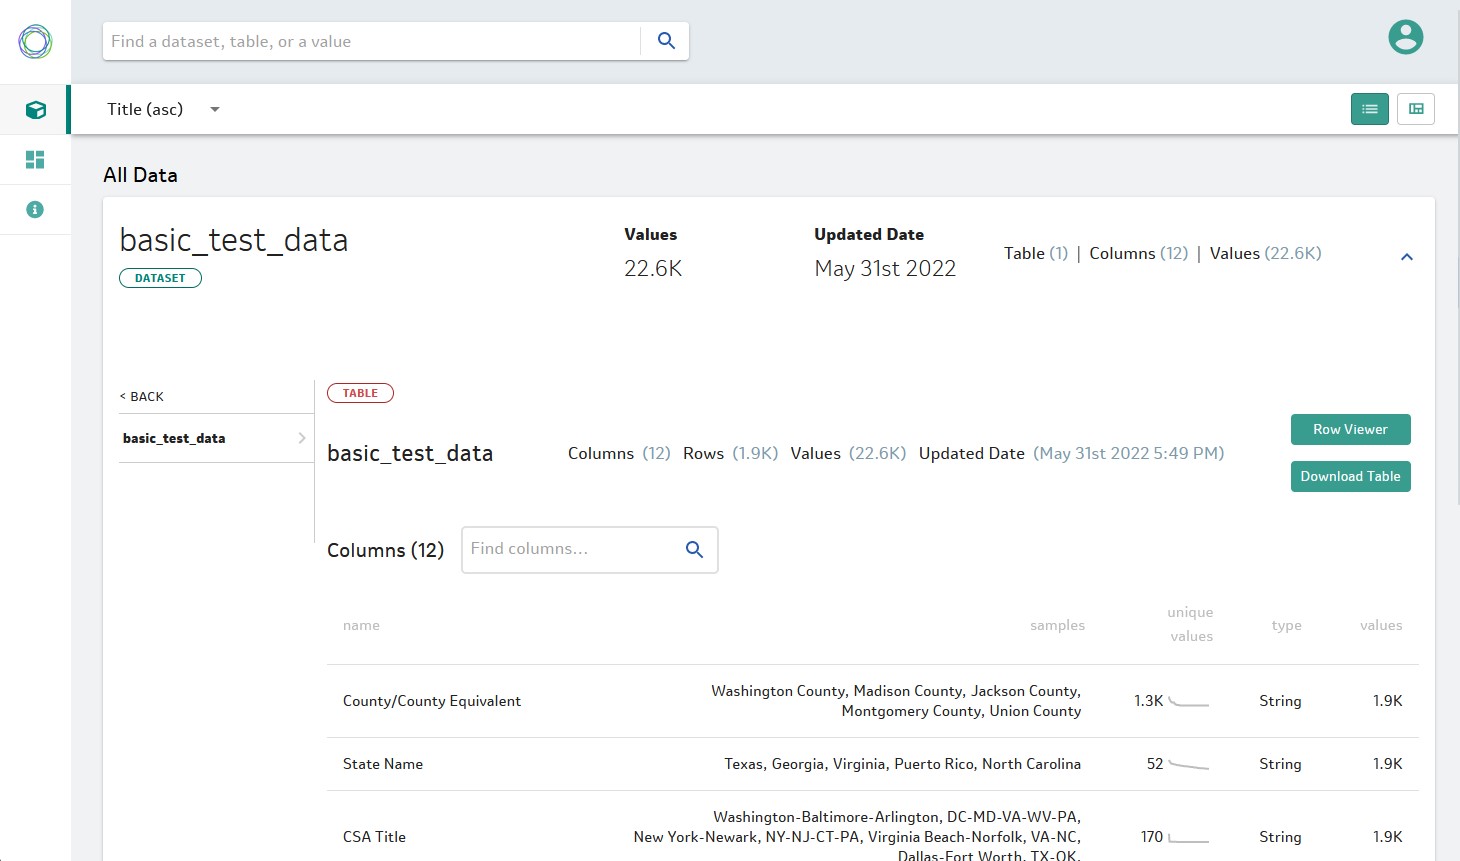 Find a dataset, table, or a value
Title (asc)
All Data
basic_test_data
DATASET
Values
22.6K
Updated Date
May 31st 2022
Table (1) | Columns (12) | Values (22.6K)
< BACK
basic_test_data
TABLE
basic_test_data
Columns (12) Rows (1.9K) Values (22.6K) Updated Date (May 31st 2022 5:49 PM)
Row Viewer
Download Table
Columns (12)
Find columns...
name samples unique values type values
County/County Equivalent
Washington County, Madison County, Jackson County,
Montgomery County, Union County
1.3K String 1.9K
State Name
Texas, Georgia, Virginia, Puerto Rico, North Carolina
52 String 1.9K
CSA Title
Washington-Baltimore-Arlington, DC-MD-VA-WV-PA,
New York-Newark, NY-NJ-CT-PA, Virginia Beach-Norfolk, VA-NC,
Dallas-Fort Worth, TX-OK,
170 String 1.9K